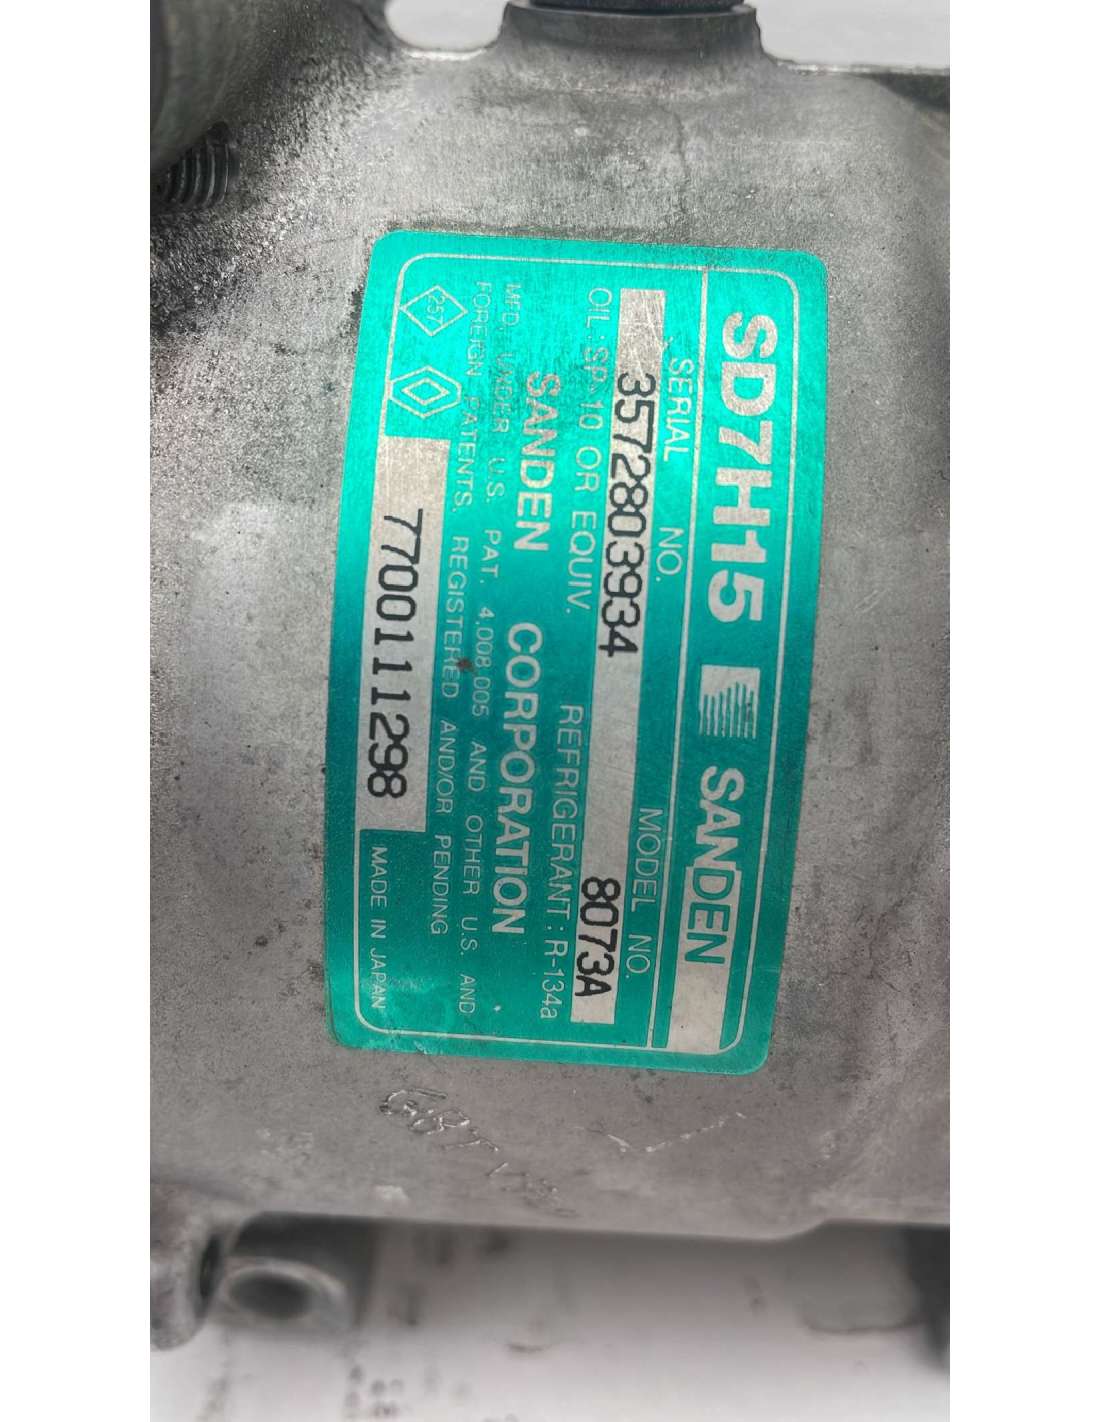 SD7H15 SANDEN
SERIAL NO. MODEL NO.
3572803934 8073A
OIL : SP-10 OR EQUIV. REFRIGERANT : R-134a
SANDEN CORPORATION
MFD. UNDER U.S. PAT. 4,008,005 AND OTHER U.S. AND
FOREIGN PATENTS, REGISTERED AND/OR PENDING
257
7700111298
MADE IN JAPAN